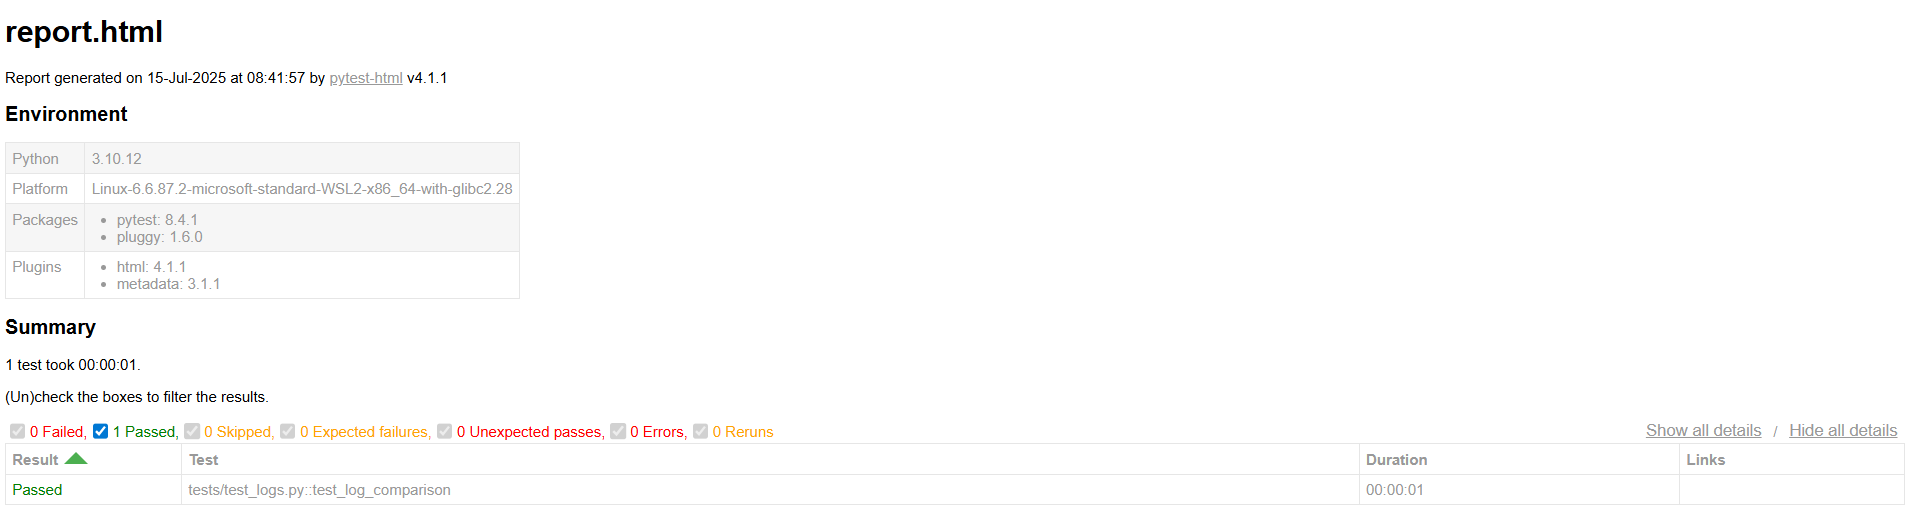 report.html
Report generated on 15-Jul-2025 at 08:41:57 by pytest-html v4.1.1
Environment
Python 3.10.12
Platform Linux-6.6.87.2-microsoft-standard-WSL2-x86_64-with-glibc2.28
Packages
• pytest: 8.4.1
• pluggy: 1.6.0
Plugins
• html: 4.1.1
• metadata: 3.1.1
Summary
1 test took 00:00:01.
(Un)check the boxes to filter the results.
0 Failed, 1 Passed, 0 Skipped, 0 Expected failures, 0 Unexpected passes, 0 Errors, 0 Reruns Show all details / Hide all details
Result Test Duration Links
Passed tests/test_logs.py::test_log_comparison 00:00:01